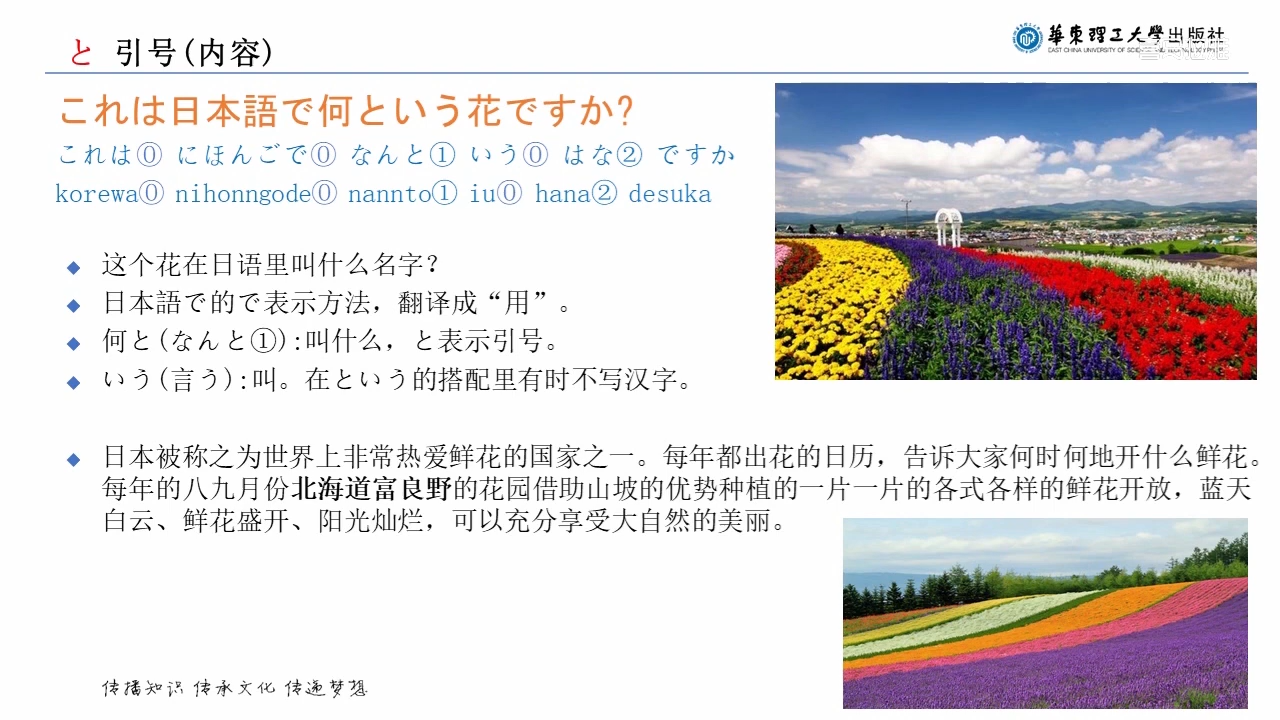 と 引号(内容)
華東理工大學出版社
これは日本語で何という花ですか?
これは⓪ にほんごで⓪ なんと① いう⓪ はな② ですか
korewa⓪ nihonngode⓪ nannto① iu⓪ hana② desuka
◆ 这个花在日语里叫什么名字?
◆ 日本語で的で表示方法，翻译成“用”。
◆ 何と(なんと①):叫什么，と表示引号。
◆ いう(言う):叫。在という的搭配里有时不写汉字。
◆ 日本被称之为世界上非常热爱鲜花的国家之一。每年都出花的日历，告诉大家何时何地开什么鲜花。
每年的八九月份北海道富良野的花园借助山坡的优势种植的一片一片的各式各样的鲜花开放，蓝天
白云、鲜花盛开、阳光灿烂，可以充分享受大自然的美丽。
传播知识 传承文化 传递梦想